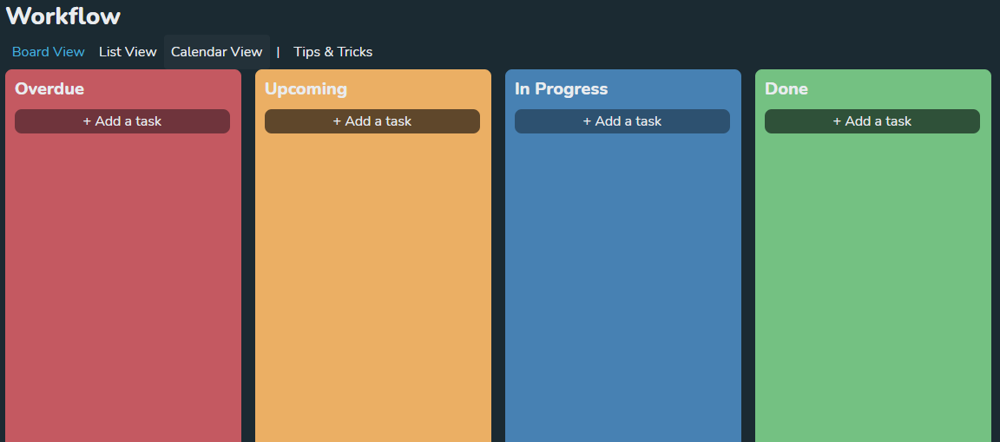 Workflow
Board View List View Calendar View | Tips & Tricks
Overdue Upcoming In Progress Done
+ Add a task + Add a task + Add a task + Add a task